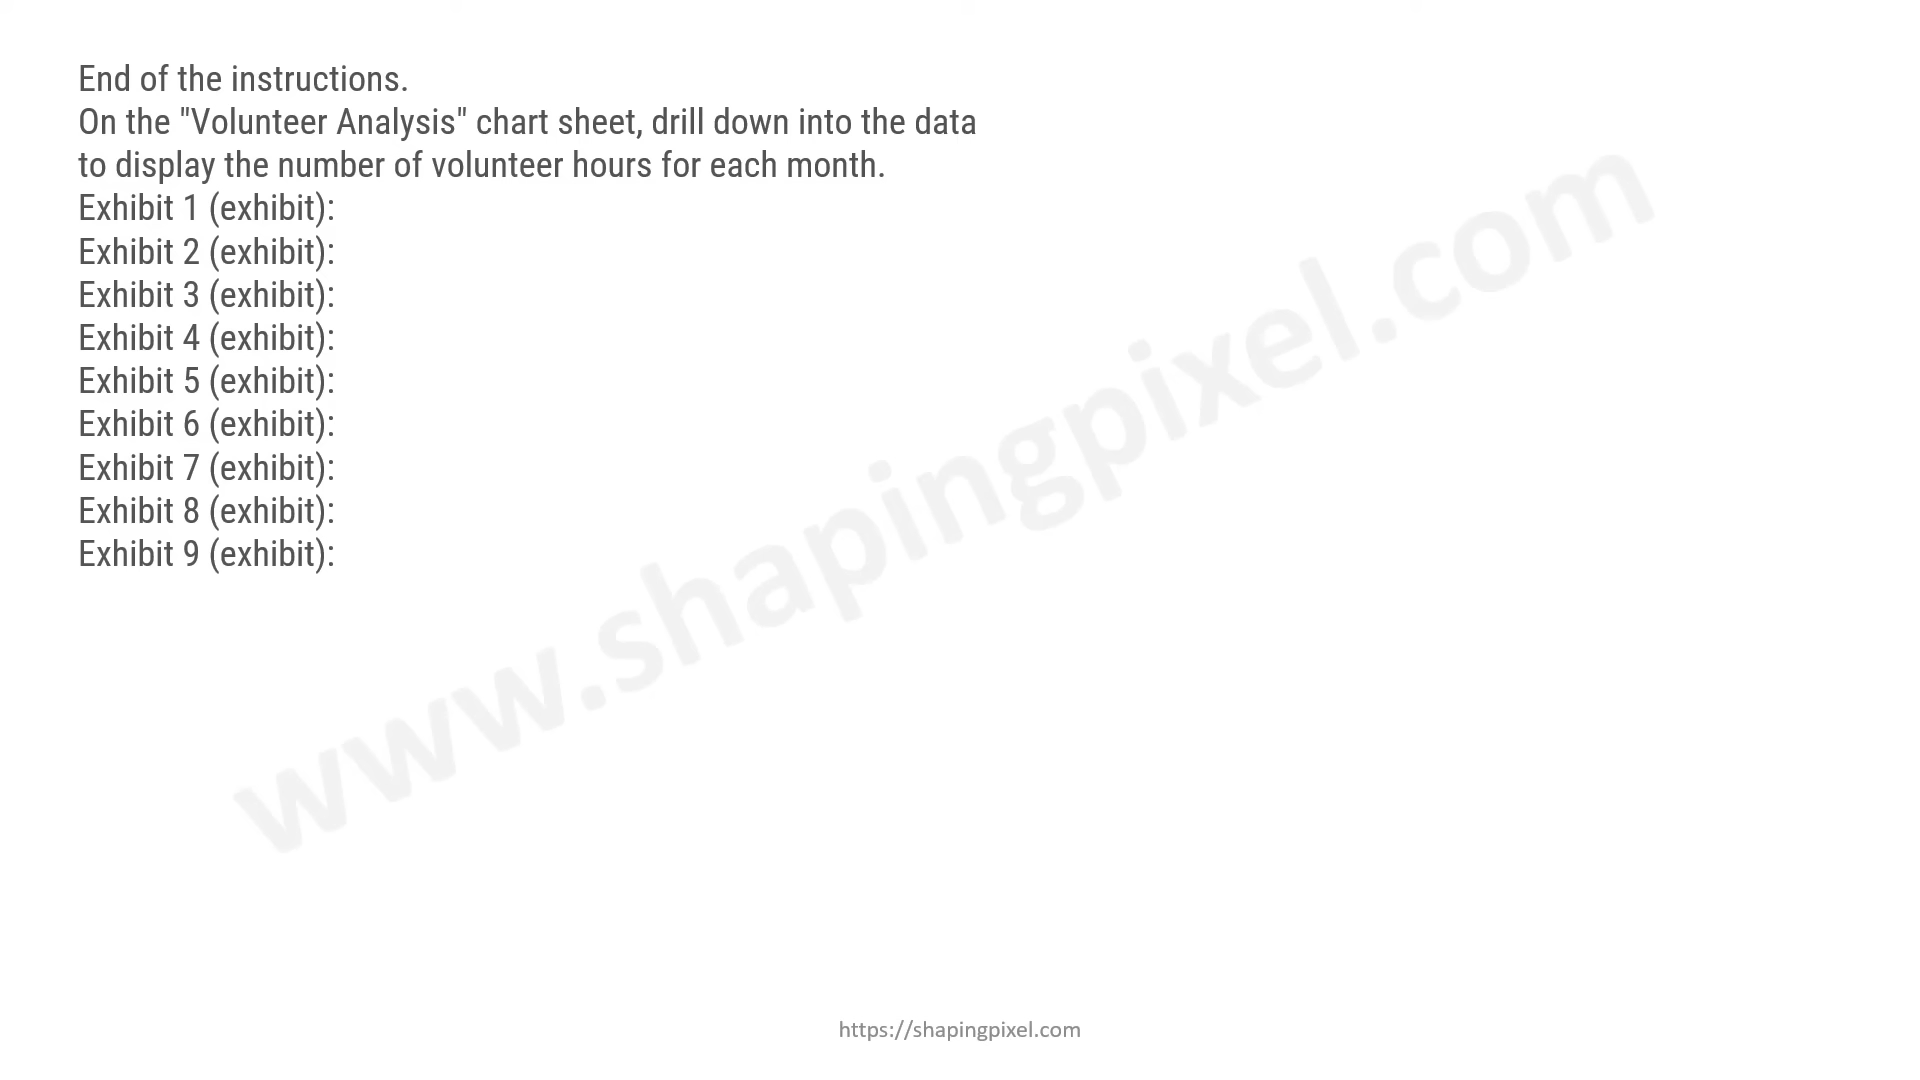 End of the instructions.
On the "Volunteer Analysis" chart sheet, drill down into the data
to display the number of volunteer hours for each month.
Exhibit 1 (exhibit):
Exhibit 2 (exhibit):
Exhibit 3 (exhibit):
Exhibit 4 (exhibit):
Exhibit 5 (exhibit):
Exhibit 6 (exhibit):
Exhibit 7 (exhibit):
Exhibit 8 (exhibit):
Exhibit 9 (exhibit):
www.shapingpixel.com
https://shapingpixel.com